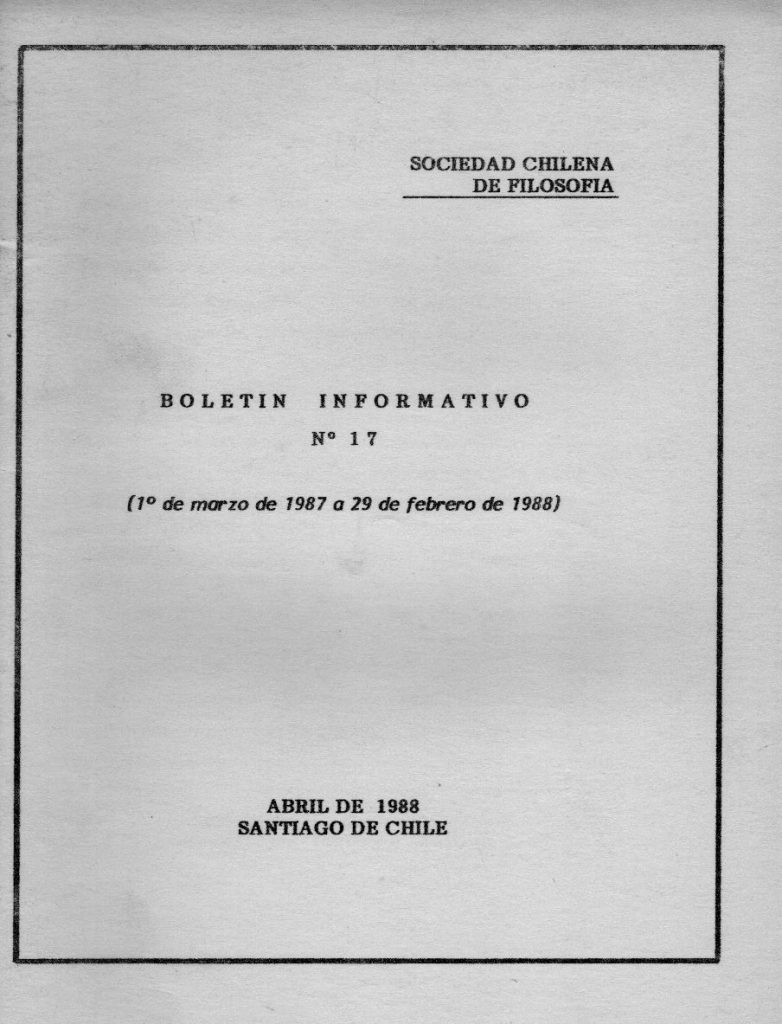 SOCIEDAD CHILENA
DE FILOSOFIA
BOLETIN INFORMATIVO
Nº 17
(1º de marzo de 1987 a 29 de febrero de 1988)
ABRIL DE 1988
SANTIAGO DE CHILE